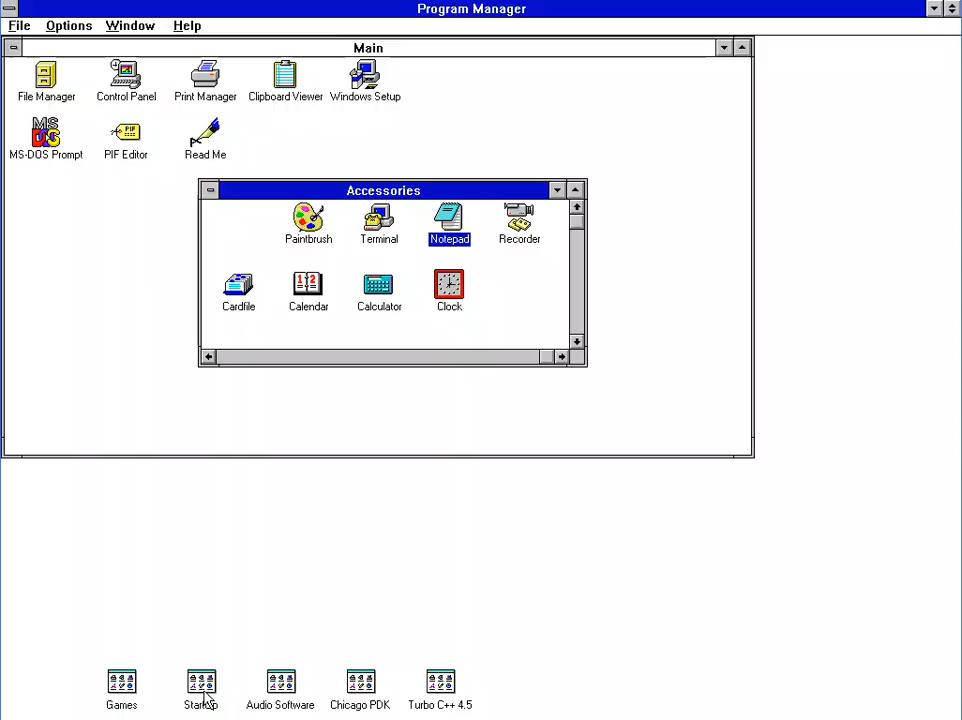 Program Manager
File Options Window Help
Main
File Manager Control Panel Print Manager Clipboard Viewer Windows Setup
MS-DOS Prompt PIF Editor Read Me
Accessories
Paintbrush Terminal Notepad Recorder
Cardfile Calendar Calculator Clock
Games StartUp Audio Software Chicago PDK Turbo C++ 4.5